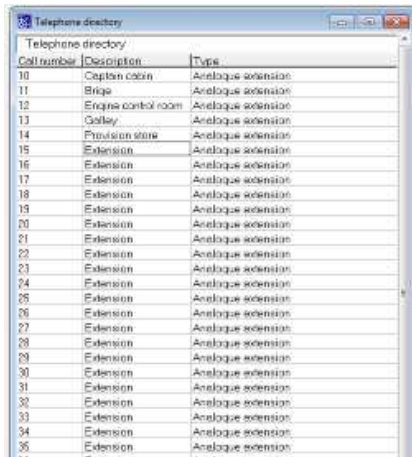 Telephone directory
Telephone directory
Call number Description Type
10 Captain cabin Analogue extension
11 Brige Analogue extension
12 Engine control room Analogue extension
13 Galley Analogue extension
14 Provision store Analogue extension
15 Extension Analogue extension
16 Extension Analogue extension
17 Extension Analogue extension
18 Extension Analogue extension
19 Extension Analogue extension
20 Extension Analogue extension
21 Extension Analogue extension
22 Extension Analogue extension
23 Extension Analogue extension
24 Extension Analogue extension
25 Extension Analogue extension
26 Extension Analogue extension
27 Extension Analogue extension
28 Extension Analogue extension
29 Extension Analogue extension
30 Extension Analogue extension
31 Extension Analogue extension
32 Extension Analogue extension
33 Extension Analogue extension
34 Extension Analogue extension
35 Extension Analogue extension